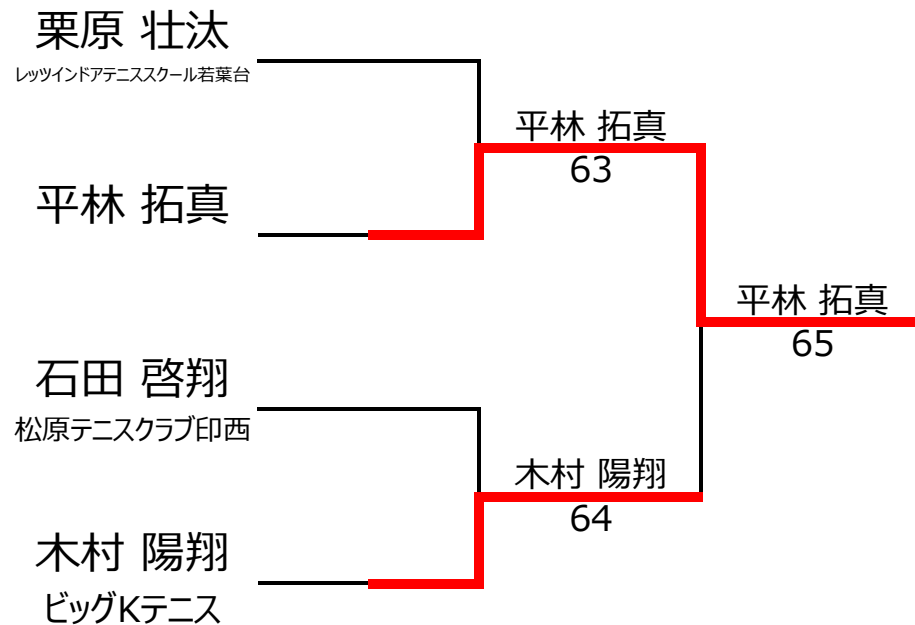 栗原 壮汰
レッツインドアテニススクール若葉台
平林 拓真
63
平林 拓真
平林 拓真
65
石田 啓翔
松原テニスクラブ印西
木村 陽翔
64
木村 陽翔
ビッグKテニス